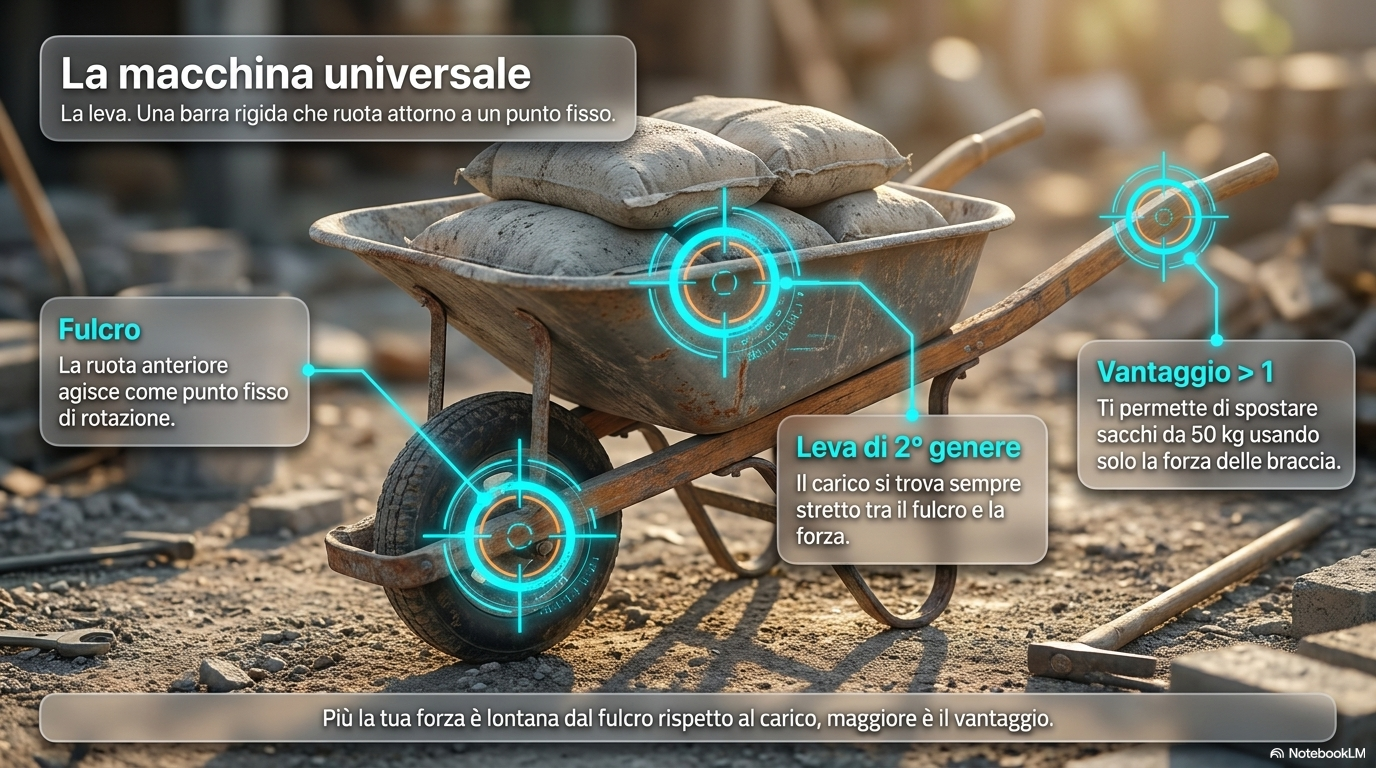 La macchina universale
La leva. Una barra rigida che ruota attorno a un punto fisso.
Fulcro
La ruota anteriore
agisce come punto fisso
di rotazione.
Leva di 2° genere
Il carico si trova sempre
stretto tra il fulcro e la
forza.
Vantaggio > 1
Ti permette di spostare
sacchi da 50 kg usando
solo la forza delle braccia.
Più la tua forza è lontana dal fulcro rispetto al carico, maggiore è il vantaggio.
NotebookLM